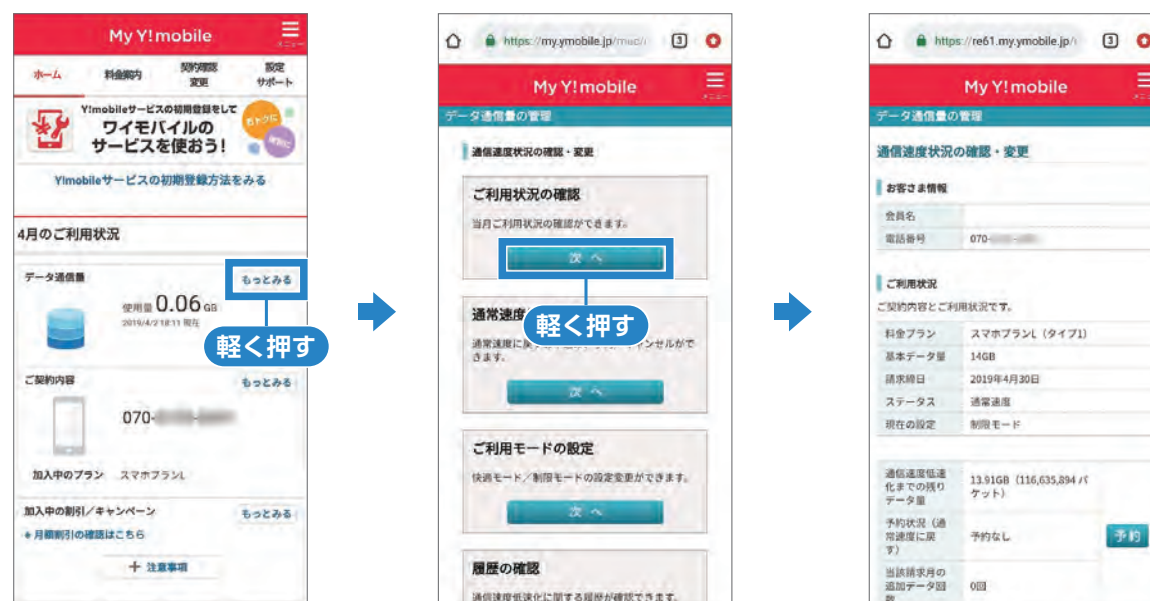 My Y!mobile
メニュー
ホーム
料金案内
契約確認
変更
設定
サポート
Y!mobileサービスの初期登録をして
ワイモバイルの
サービスを使おう!
おトクに
便利に
Y!mobileサービスの初期登録方法をみる
4月のご利用状況
データ通信量
もっとみる
使用量 0.06 GB
2019/4/2 18:11 現在
軽く押す
ご契約内容
もっとみる
070-
加入中のプラン スマホプランL
加入中の割引/キャンペーン
もっとみる
月額割引の確認はこちら
+ 注意事項
https://my.ymobile.jp/muc/
3
My Y!mobile
メニュー
データ通信量の管理
通信速度状況の確認・変更
ご利用状況の確認
当月ご利用状況の確認ができます。
次へ
軽く押す
通常速度
通常速度に戻
ャンセルがで
きます。
次へ
ご利用モードの設定
快適モード/制限モードの設定変更ができます。
次へ
履歴の確認
通信速度低速化に関する履歴が確認できます。
https://re61.my.ymobile.jp/
3
My Y!mobile
データ通信量の管理
通信速度状況の確認・変更
お客さま情報
会員名
電話番号 070-
ご利用状況
ご契約内容とご利用状況です。
料金プラン スマホプランL(タイプ1)
基本データ量 14GB
請求締日 2019年4月30日
ステータス 通常速度
現在の設定 制限モード
通信速度低速
化までの残り
データ量
13.91GB(116,635,894 パ
ケット)
予約状況(通
常速度に戻
す)
予約なし
予約
当該請求月の
追加データ回
数
0回